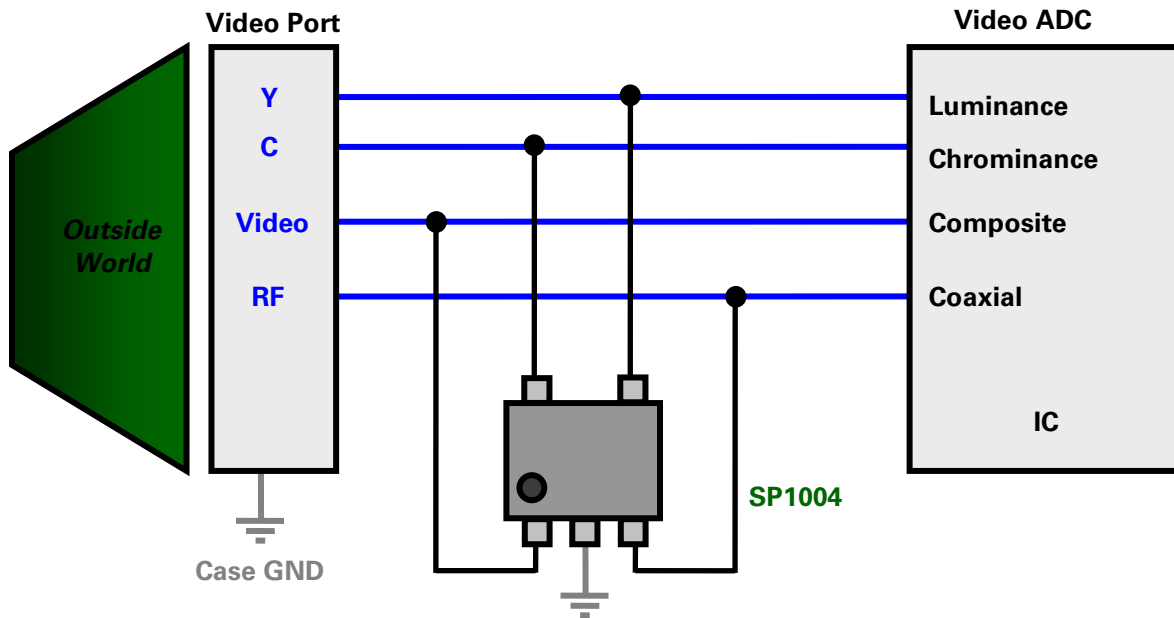 Video Port
Video ADC
Y
Luminance
C
Chrominance
Outside
World
Video
Composite
RF
Coaxial
IC
SP1004
Case GND